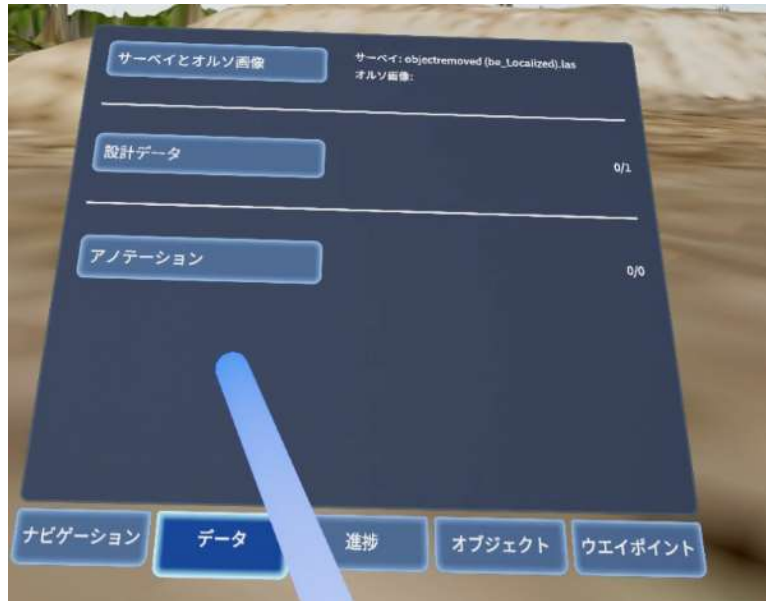 サーベイとオルソ画像
サーベイ: objectremoved (be_Localized).las
オルソ画像:
設計データ
0/1
アノテーション
0/0
ナビゲーション
データ
進捗
オブジェクト
ウエイポイント